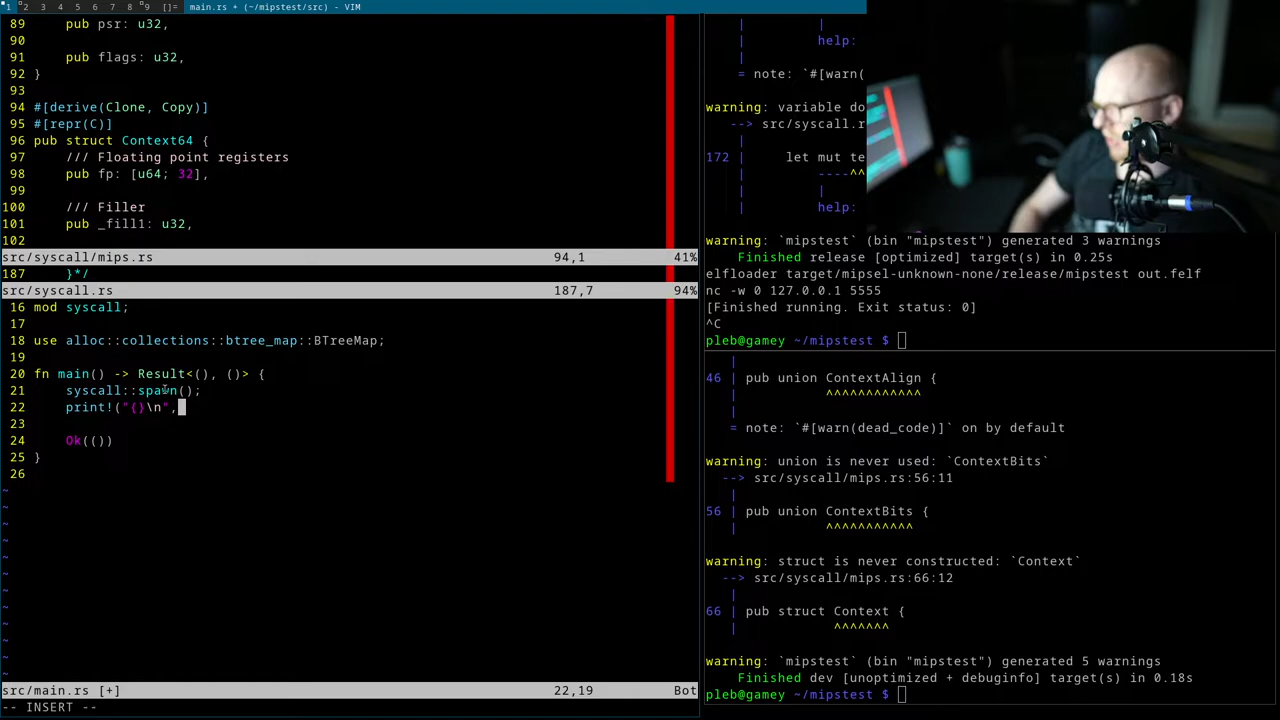 1 2 3 4 5 6 7 8 9 []= main.rs + (~/mipstest/src) - VIM
89     pub psr: u32,
90
91     pub flags: u32,
92 }
93
94 #[derive(Clone, Copy)]
95 #[repr(C)]
96 pub struct Context64 {
97     /// Floating point registers
98     pub fp: [u64; 32],
99
100     /// Filler
101     pub _fill1: u32,
102
src/syscall/mips.rs 94,1 41%
187     }*/
src/syscall.rs 187,7 94%
16 mod syscall;
17
18 use alloc::collections::btree_map::BTreeMap;
19
20 fn main() -> Result<(), ()> {
21     syscall::spawn();
22     print!("{}\n",
23
24     Ok(())
25 }
26
~
~
~
~
~
~
~
~
~
~
~
~
src/main.rs [+] 22,19 Bot
-- INSERT --
|         |
|         help:
|
= note: `#[warn(
warning: variable do
--> src/syscall.r
|
172 |     let mut te
|         ----^^
|         |
|         help:
warning: `mipstest` (bin "mipstest") generated 3 warnings
Finished release [optimized] target(s) in 0.25s
elfloader target/mipsel-unknown-none/release/mipstest out.felf
nc -w 0 127.0.0.1 5555
[Finished running. Exit status: 0]
^C
pleb@gamey ~/mipstest $
|
46 | pub union ContextAlign {
|           ^^^^^^^^^^^^
|
= note: `#[warn(dead_code)]` on by default
warning: union is never used: `ContextBits`
--> src/syscall/mips.rs:56:11
|
56 | pub union ContextBits {
|           ^^^^^^^^^^^
warning: struct is never constructed: `Context`
--> src/syscall/mips.rs:66:12
|
66 | pub struct Context {
|            ^^^^^^^
warning: `mipstest` (bin "mipstest") generated 5 warnings
Finished dev [unoptimized + debuginfo] target(s) in 0.18s
pleb@gamey ~/mipstest $